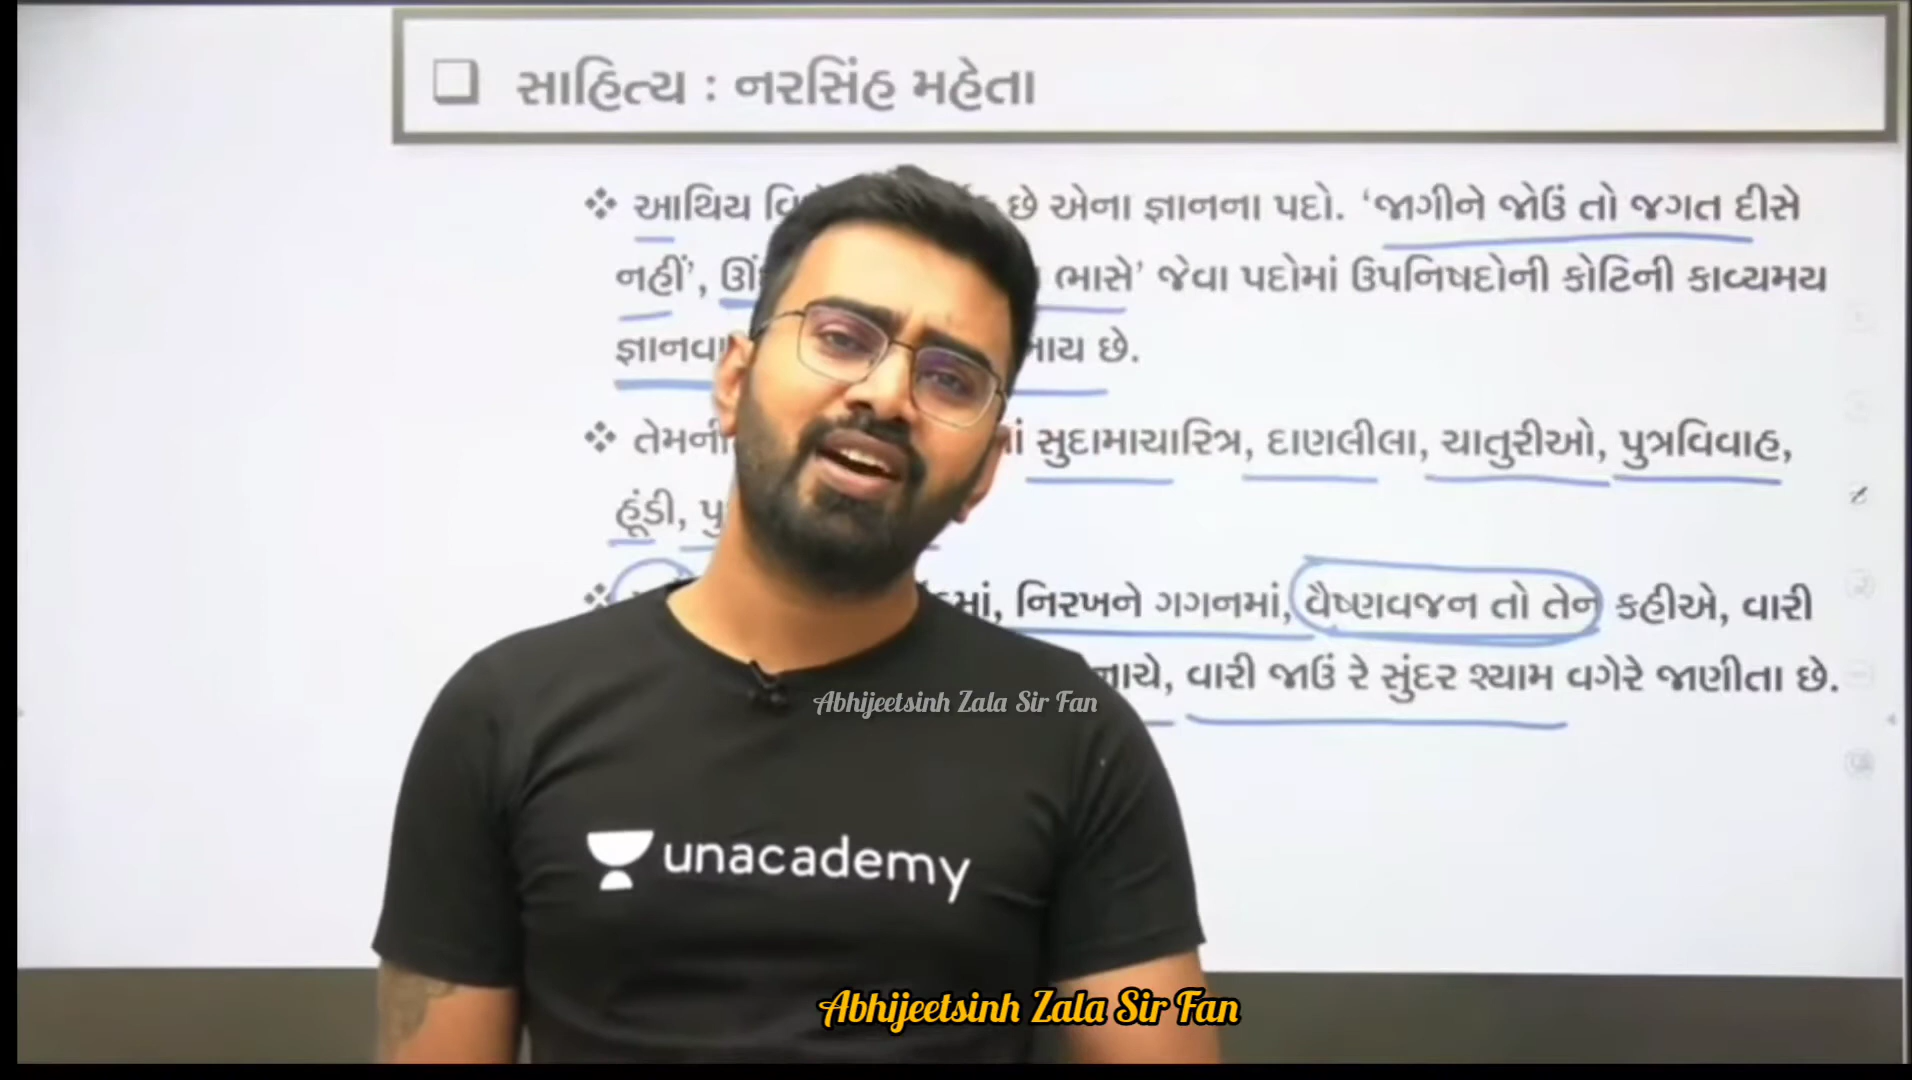 ❑ સાહિત્ય : નરસિંહ મહેતા
❖ આથિય છે એના જ્ઞાનના પદો. ‘જાગીને જોઉં તો જગત દીસે
નહીં’, ભાસે’ જેવા પદોમાં ઉપનિષદોની કોટિની કાવ્યમય
છે.
❖ તેમની સુદામાચારિત્ર, દાણલીલા, ચાતુરીઓ, પુત્રવિવાહ,
હૂંડી,
❖ નિરખને ગગનમાં, વૈષ્ણવજન તો તેન કહીએ, વારી
વારી જાઉં રે સુંદર શ્યામ વગેરે જાણીતા છે.
Abhijeetsinh Zala Sir Fan
unacademy
Abhijeetsinh Zala Sir Fan